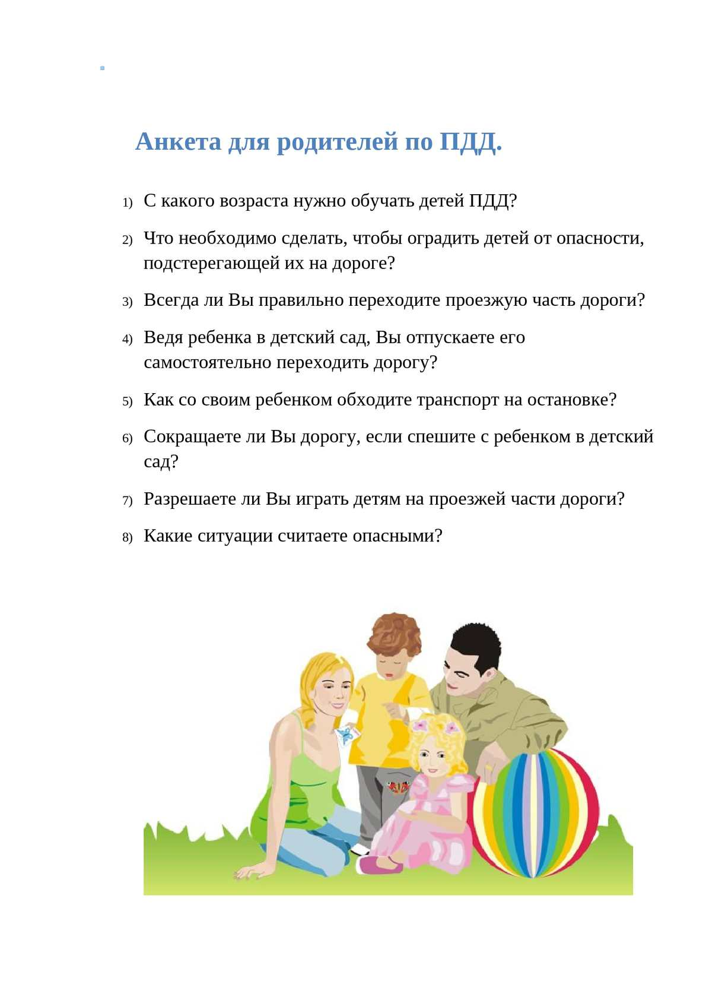 Анкета для родителей по ПДД.
1) С какого возраста нужно обучать детей ПДД?
2) Что необходимо сделать, чтобы оградить детей от опасности,
подстерегающей их на дороге?
3) Всегда ли Вы правильно переходите проезжую часть дороги?
4) Ведя ребенка в детский сад, Вы отпускаете его
самостоятельно переходить дорогу?
5) Как со своим ребенком обходите транспорт на остановке?
6) Сокращаете ли Вы дорогу, если спешите с ребенком в детский
сад?
7) Разрешаете ли Вы играть детям на проезжей части дороги?
8) Какие ситуации считаете опасными?